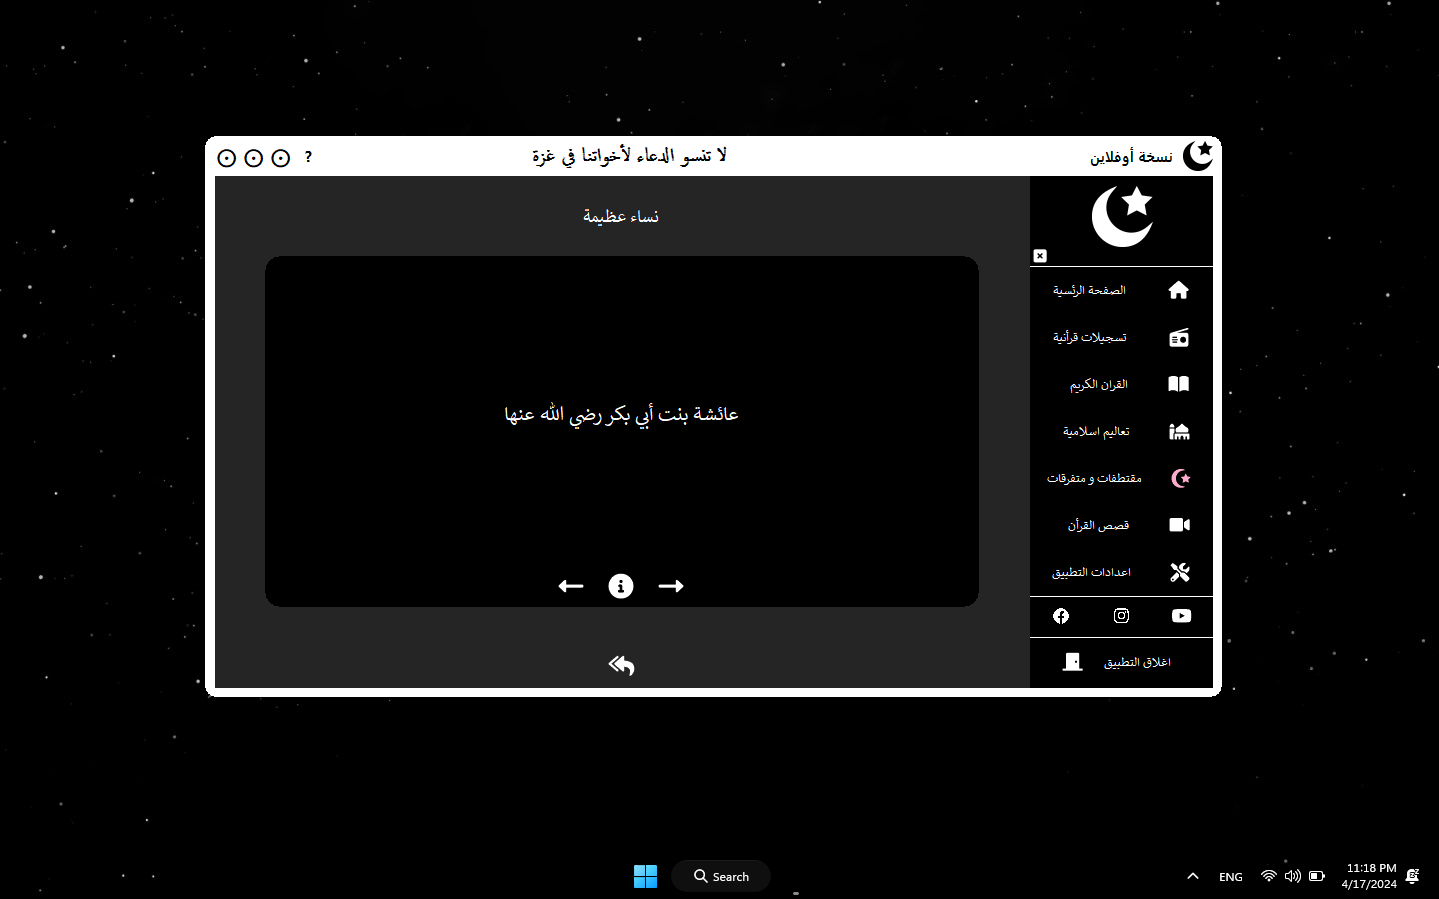 نسخة أوفلاين
لا تنسو الدعاء لأخواتنا في غزة
?
نساء عظيمة
عائشة بنت أبي بكر رضي الله عنها
الصفحة الرئسية
تسجيلات قرأنية
القران الكريم
تعاليم اسلامية
مقتطفات و متفرقات
قصص القرأن
اعدادات التطبيق
اغلاق التطبيق
Search
ENG
11:18 PM
4/17/2024